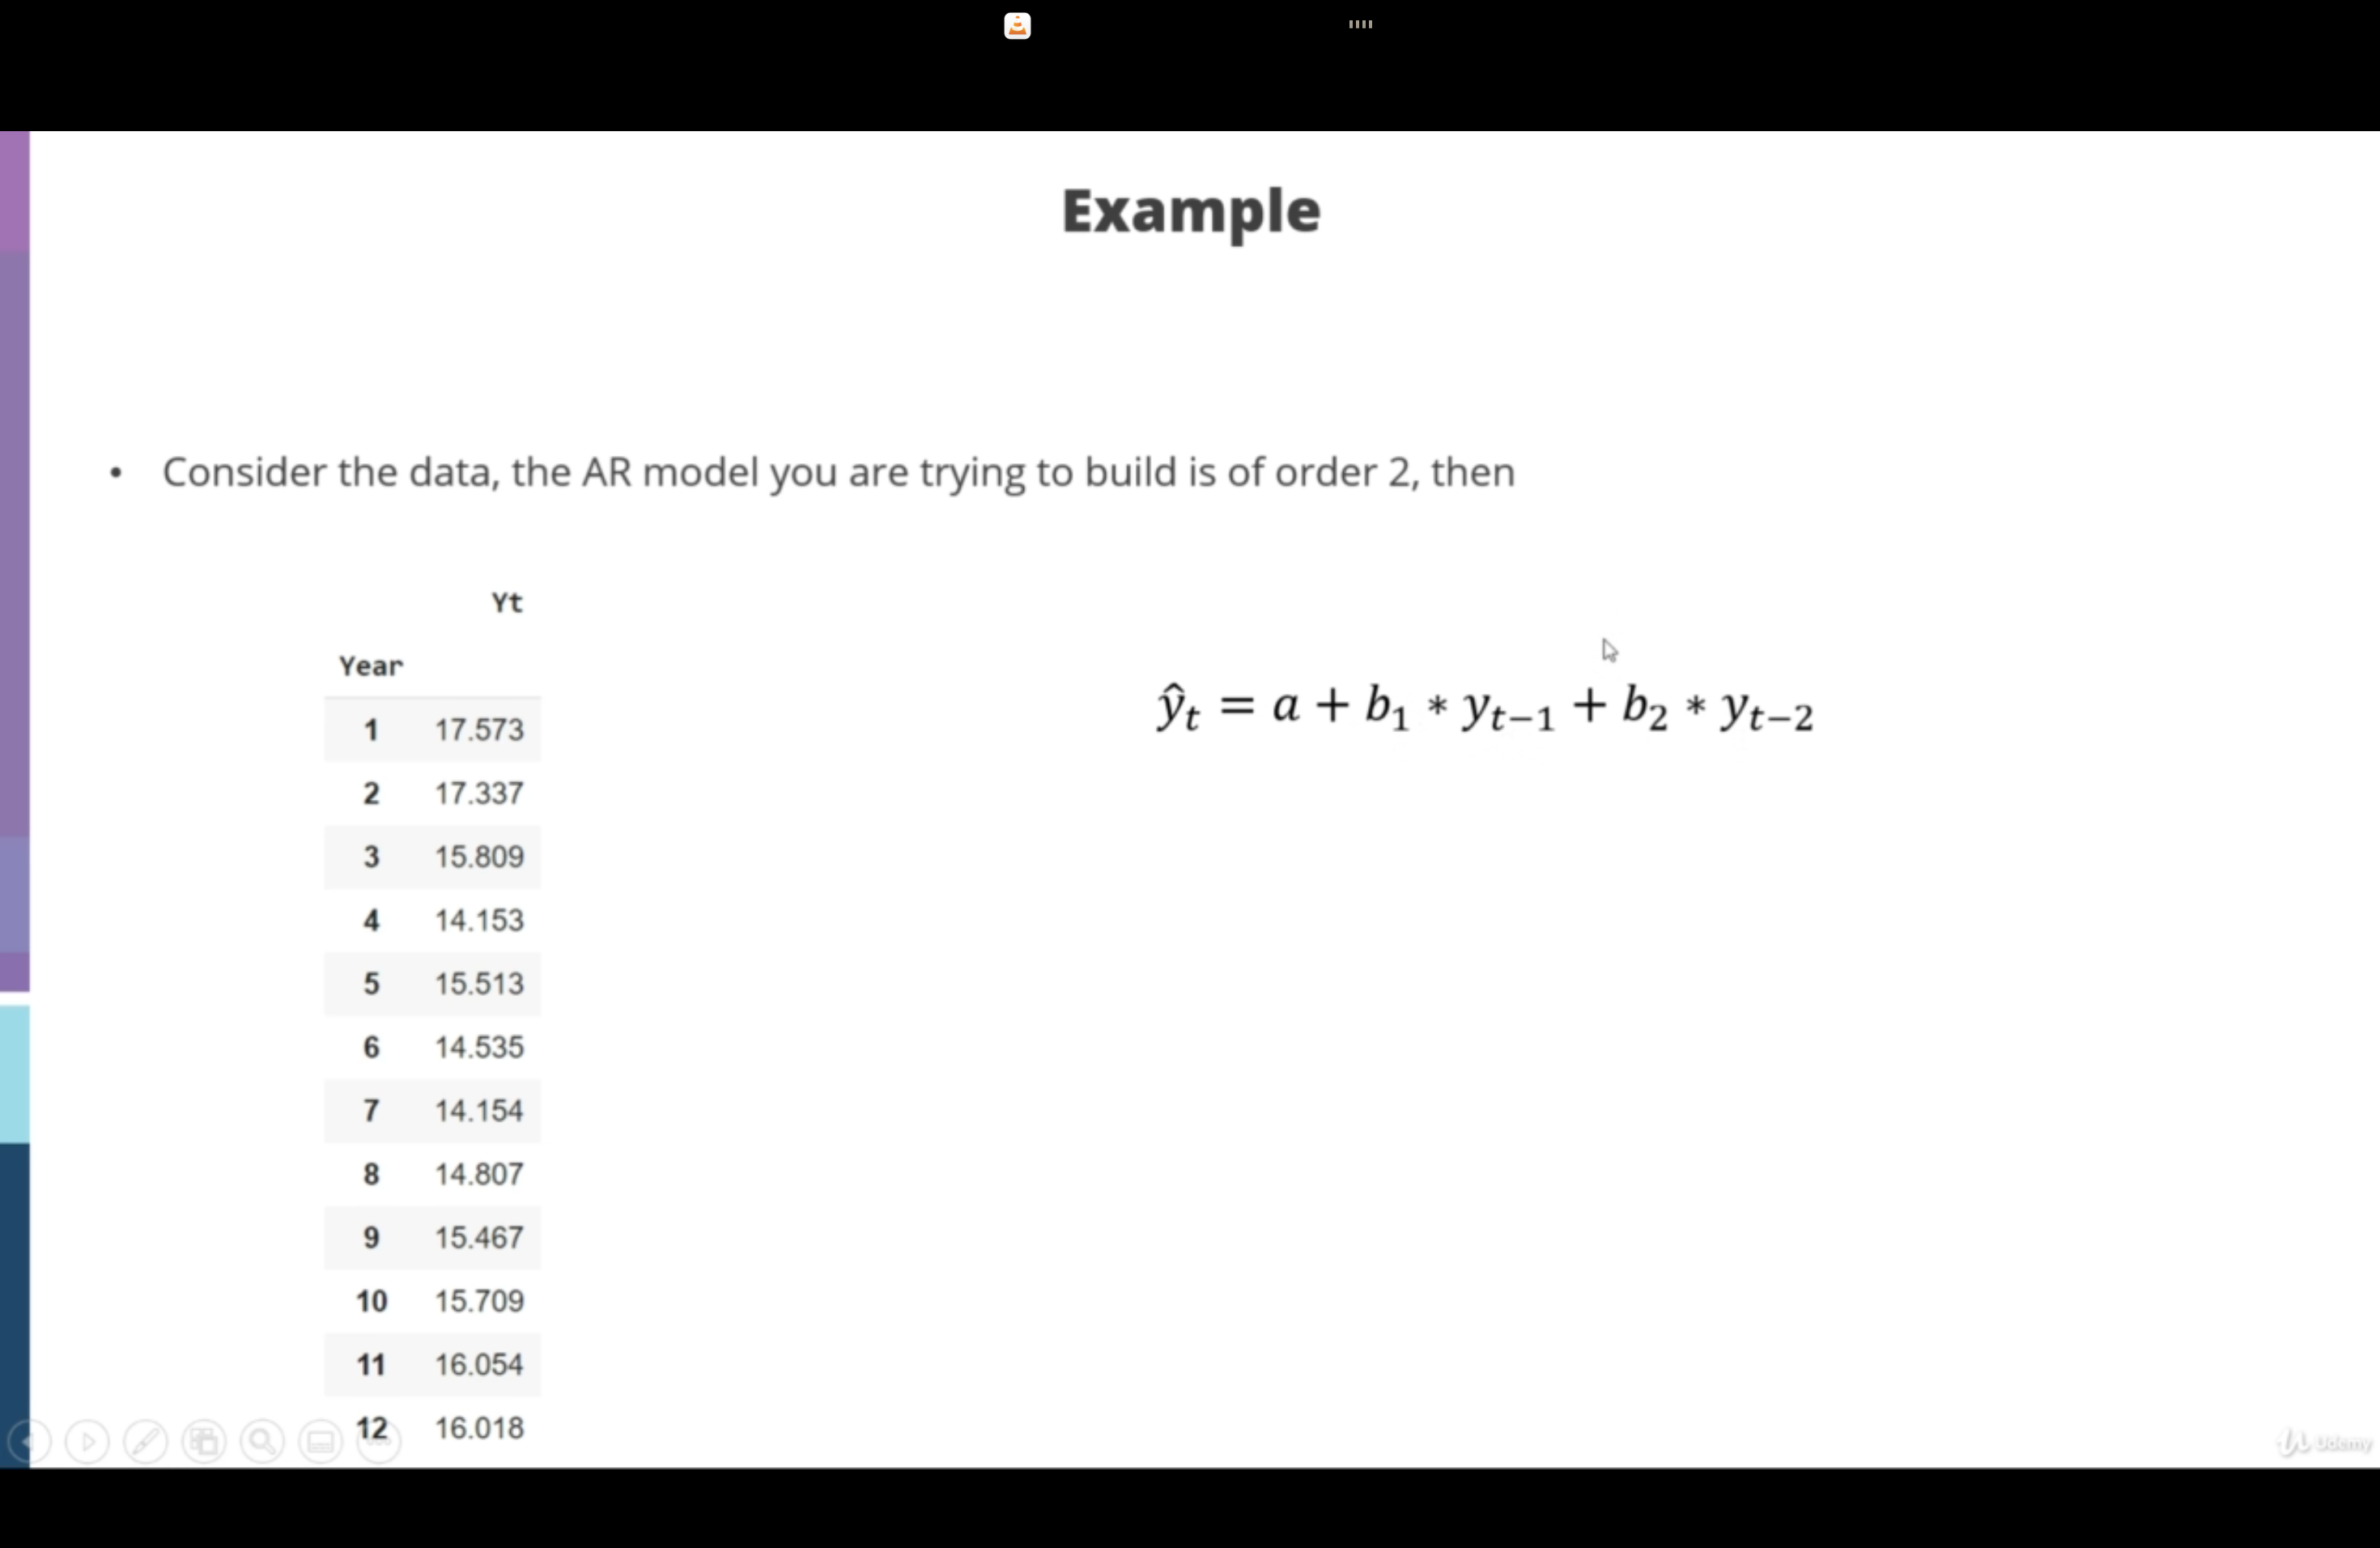 Example
• Consider the data, the AR model you are trying to build is of order 2, then
Yt
Year
1 17.573
2 17.337
3 15.809
4 14.153
5 15.513
6 14.535
7 14.154
8 14.807
9 15.467
10 15.709
11 16.054
12 16.018
ŷₜ = a + b₁ * yₜ₋₁ + b₂ * yₜ₋₂
Udemy